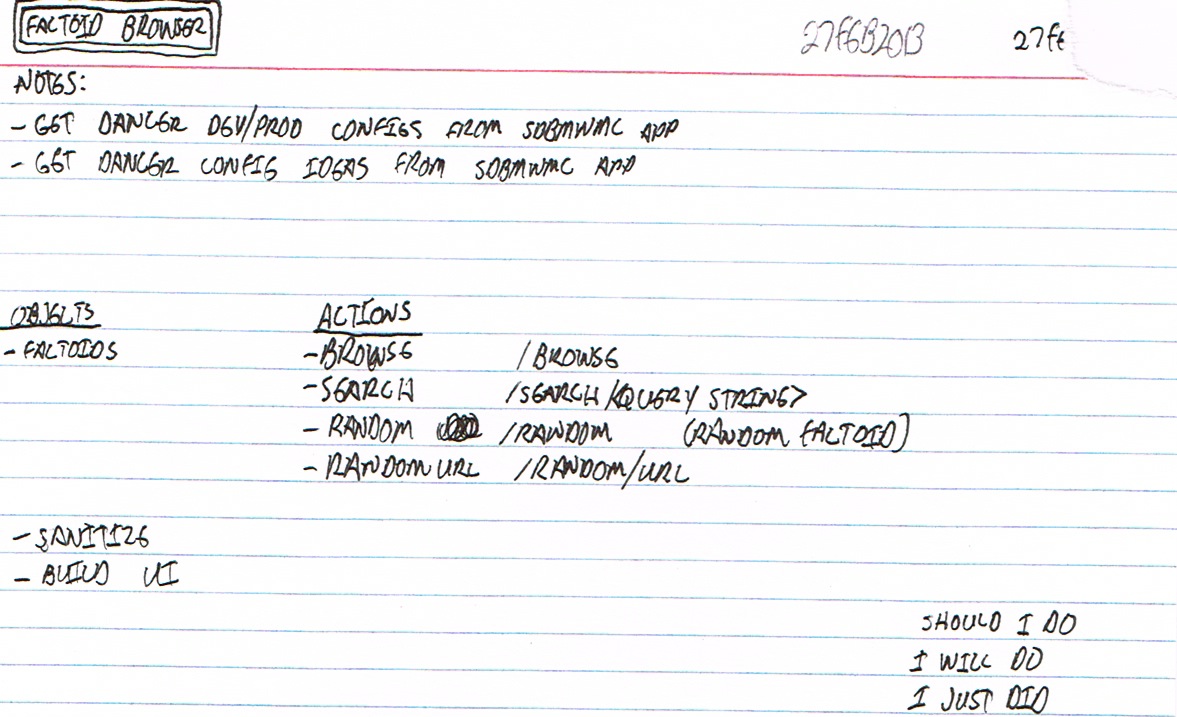 FACTOID BROWSER
27FEB2013 27FE
NOTES:
- GET DANCER DEV/PROD CONFIGS FROM APP
- GET DANCER CONFIG IDEAS FROM APP
OBJECTS ACTIONS
- FACTOIDS - BROWSE /BROWSE
- SEARCH /SEARCH/<QUERY STRING>
- RANDOM /RANDOM (RANDOM FACTOID)
- RANDOM URL /RANDOM/URL
- SANITIZE
- BUILD UI
SHOULD I DO
I WILL DO
I JUST DID